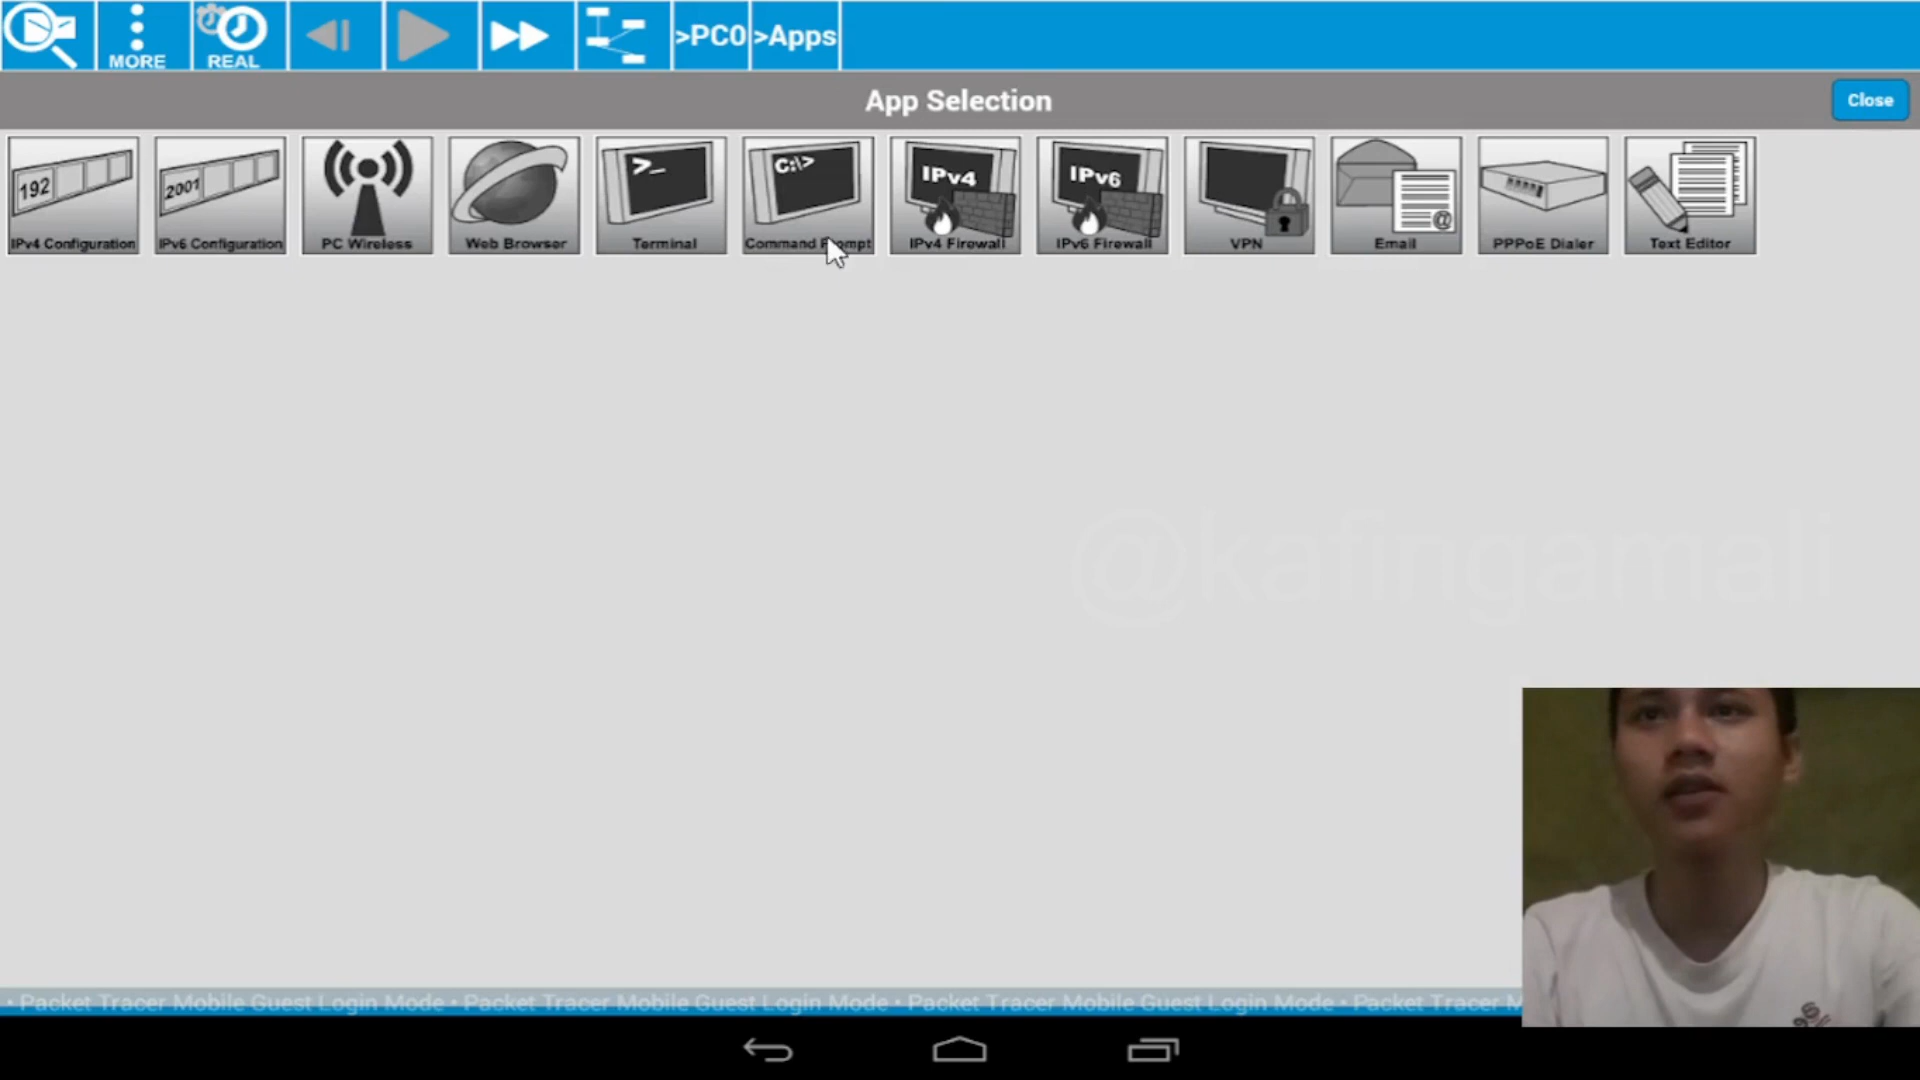 MORE
REAL
>PC0
>Apps
App Selection
Close
192
IPv4 Configuration
2001
IPv6 Configuration
PC Wireless
Web Browser
>_
Terminal
C:\>
Command Prompt
IPv4
IPv4 Firewall
IPv6
IPv6 Firewall
VPN
@
Email
PPPoE Dialer
Text Editor
@kafingamali
• Packet Tracer Mobile Guest Login Mode • Packet Tracer Mobile Guest Login Mode • Packet Tracer Mobile Guest Login Mode • Packet Tracer M